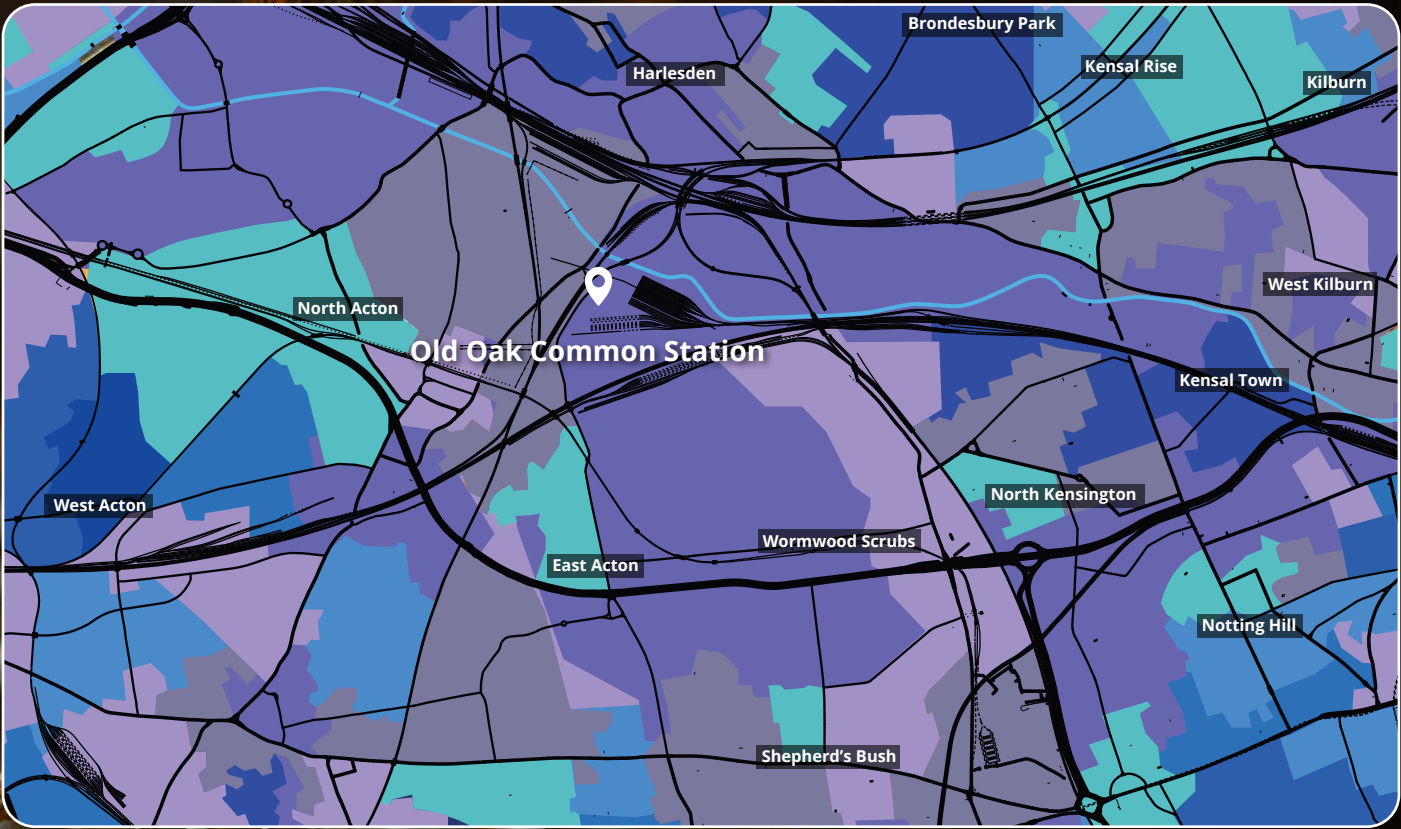 Brondesbury Park
Kensal Rise
Harlesden
Kilburn
West Kilburn
North Acton
Old Oak Common Station
Kensal Town
North Kensington
West Acton
Wormwood Scrubs
East Acton
Notting Hill
Shepherd's Bush